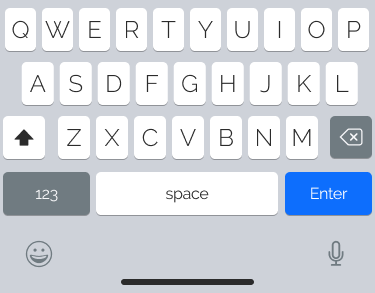 Q W E R T Y U I O P
A S D F G H J K L
Z X C V B N M
123 space Enter